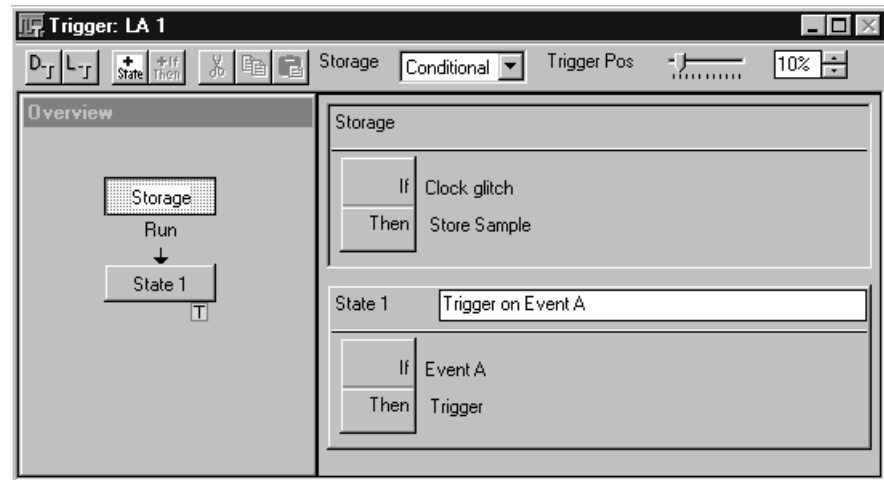 Trigger: LA 1
D- L- + State +If Then Storage Conditional Trigger Pos 10%
Overview
Storage
Run
State 1
T
Storage
If Clock glitch
Then Store Sample
State 1 Trigger on Event A
If Event A
Then Trigger